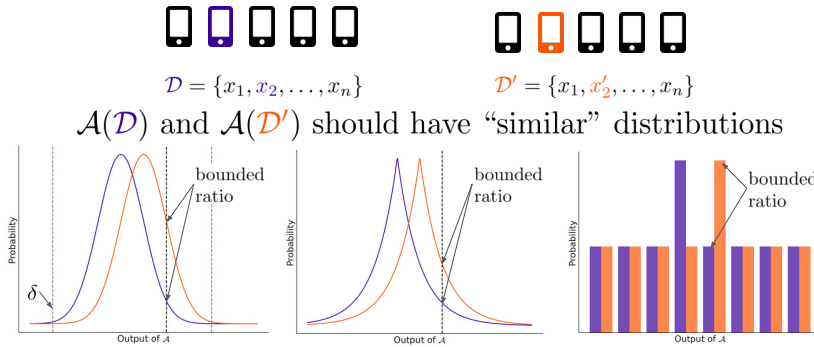 𝒟 = {x₁, x₂, . . . , xₙ}
𝒟′ = {x₁, x₂′, . . . , xₙ}
𝒜(𝒟) and 𝒜(𝒟′) should have “similar” distributions
Probability
δ
bounded
ratio
Output of 𝒜
Probability
bounded
ratio
Output of 𝒜
Probability
bounded
ratio
Output of 𝒜